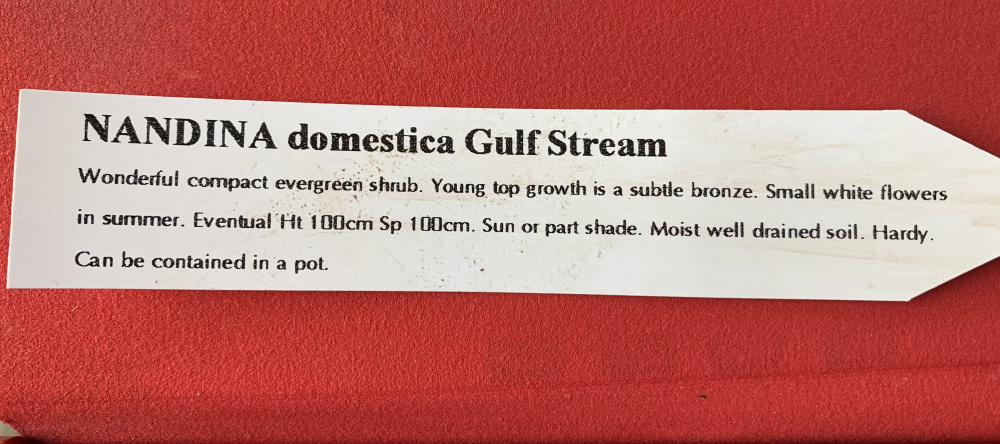 NANDINA domestica Gulf Stream
Wonderful compact evergreen shrub. Young top growth is a subtle bronze. Small white flowers
in summer. Eventual Ht 100cm Sp 100cm. Sun or part shade. Moist well drained soil. Hardy.
Can be contained in a pot.